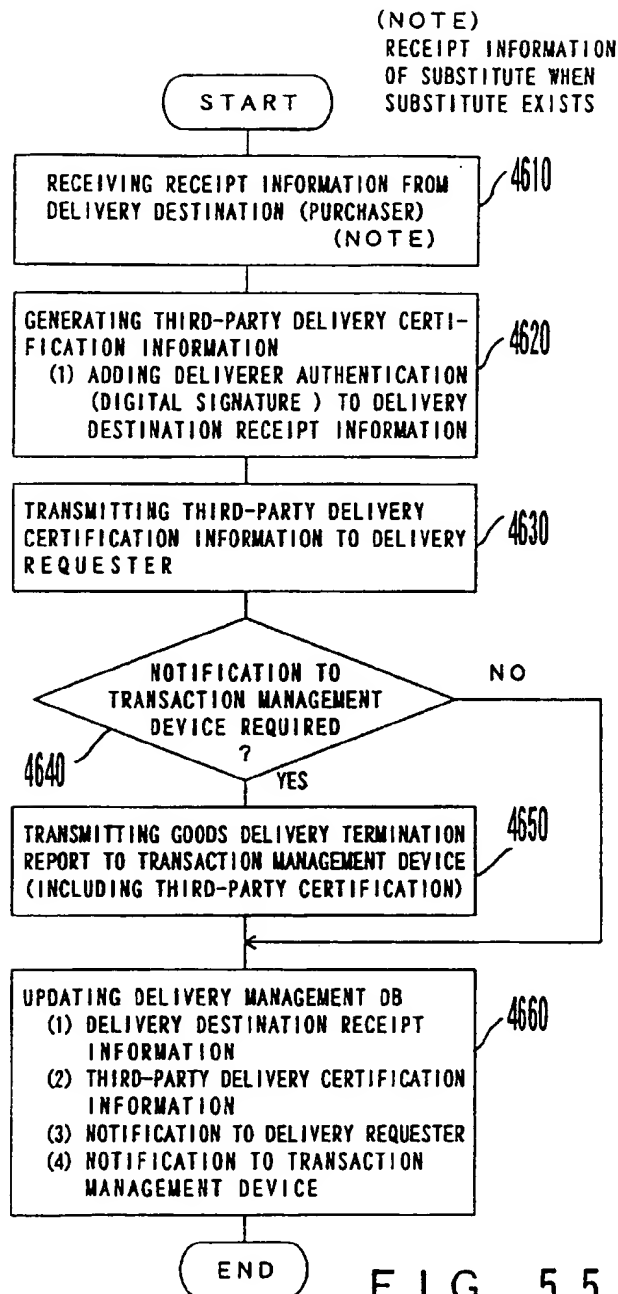 (NOTE)
RECEIPT INFORMATION
OF SUBSTITUTE WHEN
SUBSTITUTE EXISTS
START
RECEIVING RECEIPT INFORMATION FROM
DELIVERY DESTINATION (PURCHASER)
(NOTE)
4610
GENERATING THIRD-PARTY DELIVERY CERTI-
FICATION INFORMATION
(1) ADDING DELIVERER AUTHENTICATION
(DIGITAL SIGNATURE ) TO DELIVERY
DESTINATION RECEIPT INFORMATION
4620
TRANSMITTING THIRD-PARTY DELIVERY
CERTIFICATION INFORMATION TO DELIVERY
REQUESTER
4630
NOTIFICATION TO
TRANSACTION MANAGEMENT
DEVICE REQUIRED
?
NO
4640
YES
TRANSMITTING GOODS DELIVERY TERMINATION
REPORT TO TRANSACTION MANAGEMENT DEVICE
(INCLUDING THIRD-PARTY CERTIFICATION)
4650
UPDATING DELIVERY MANAGEMENT DB
(1) DELIVERY DESTINATION RECEIPT
INFORMATION
(2) THIRD-PARTY DELIVERY CERTIFICATION
INFORMATION
(3) NOTIFICATION TO DELIVERY REQUESTER
(4) NOTIFICATION TO TRANSACTION
MANAGEMENT DEVICE
4660
END
FIG. 55